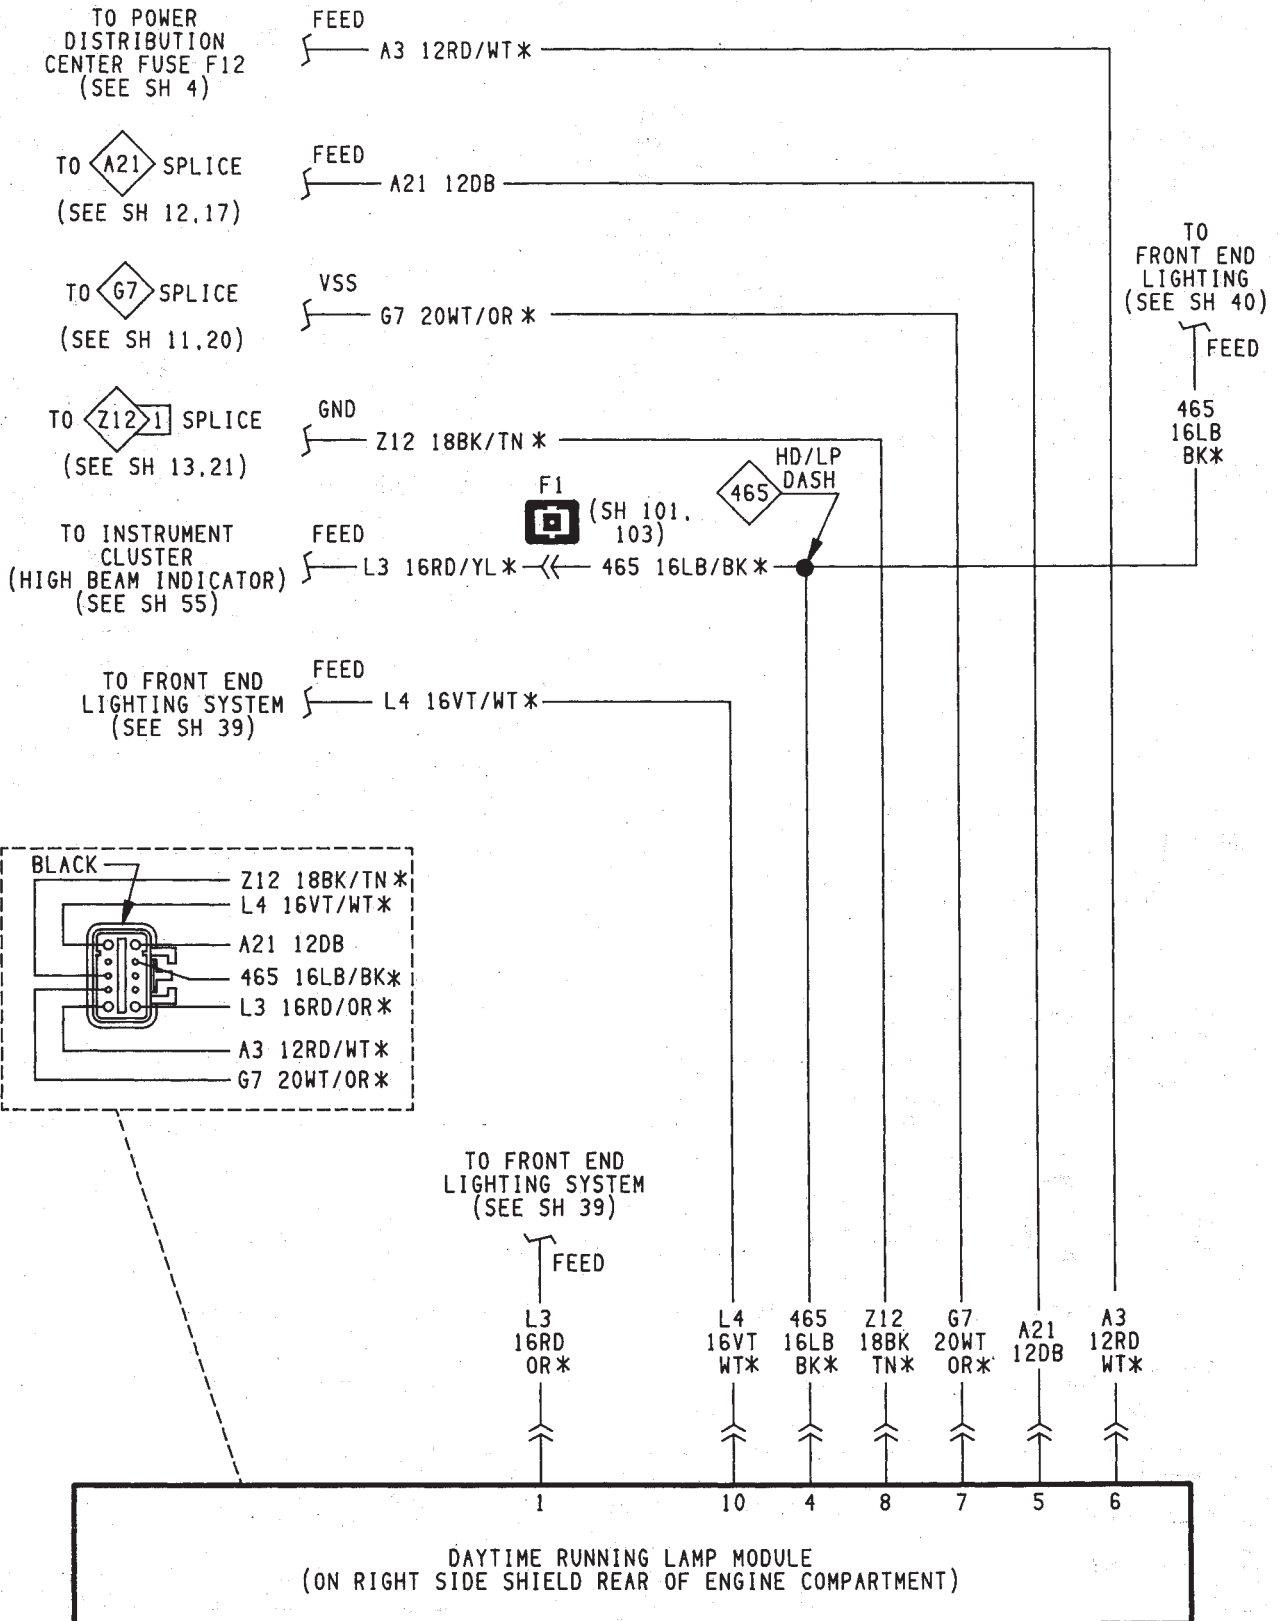 TO POWER
DISTRIBUTION
CENTER FUSE F12
(SEE SH 4)
FEED
A3 12RD/WT*
TO A21 SPLICE
(SEE SH 12,17)
FEED
A21 12DB
TO G7 SPLICE
(SEE SH 11,20)
VSS
G7 20WT/OR*
TO
FRONT END
LIGHTING
(SEE SH 40)
FEED
465
16LB
BK*
TO Z12 1 SPLICE
(SEE SH 13,21)
GND
Z12 18BK/TN*
HD/LP
DASH
465
F1
(SH 101,
103)
TO INSTRUMENT
CLUSTER
(HIGH BEAM INDICATOR)
(SEE SH 55)
FEED
L3 16RD/YL*
465 16LB/BK*
TO FRONT END
LIGHTING SYSTEM
(SEE SH 39)
FEED
L4 16VT/WT*
BLACK
Z12 18BK/TN*
L4 16VT/WT*
A21 12DB
465 16LB/BK*
L3 16RD/OR*
A3 12RD/WT*
G7 20WT/OR*
TO FRONT END
LIGHTING SYSTEM
(SEE SH 39)
FEED
L3
16RD
OR*
L4
16VT
WT*
465
16LB
BK*
Z12
18BK
TN*
G7
20WT
OR*
A21
12DB
A3
12RD
WT*
1 10 4 8 7 5 6
DAYTIME RUNNING LAMP MODULE
(ON RIGHT SIDE SHIELD REAR OF ENGINE COMPARTMENT)